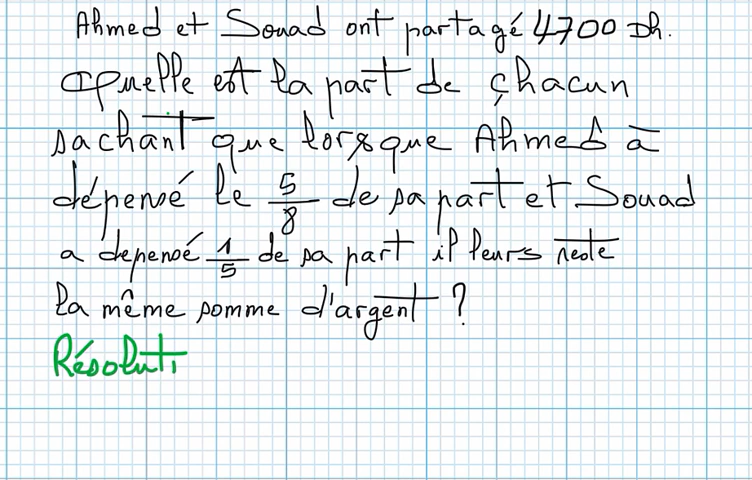 Ahmed et Souad ont partagé 4700 Dh.
Quelle est la part de çhacun
sachant que lorsque Ahmed à
dépensé le 5/8 de sa part et Souad
a depensé 1/5 de sa part il leurs reste
la même somme d'argent ?
Résoluti